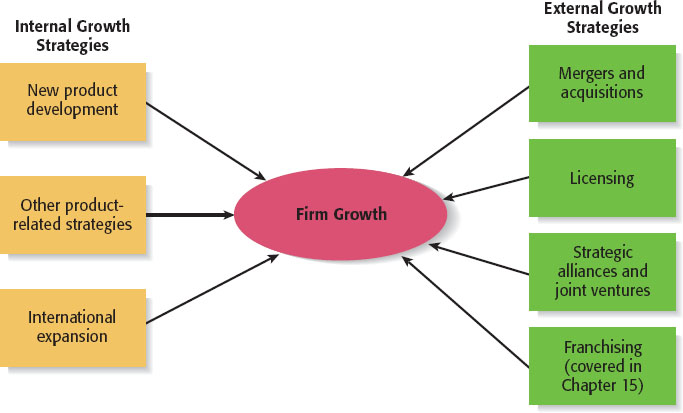 Internal Growth
Strategies
New product
development
Other product-
related strategies
International
expansion
Firm Growth
External Growth
Strategies
Mergers and
acquisitions
Licensing
Strategic
alliances and
joint ventures
Franchising
(covered in
Chapter 15)